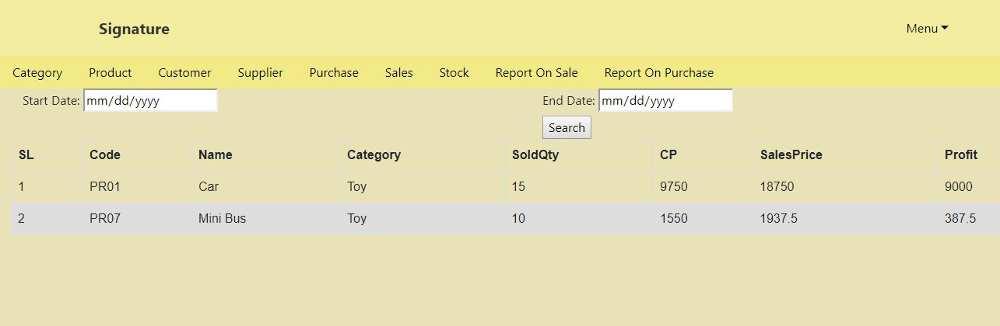 Signature Menu
Category Product Customer Supplier Purchase Sales Stock Report On Sale Report On Purchase
Start Date: mm/dd/yyyy End Date: mm/dd/yyyy
Search
SL Code Name Category SoldQty CP SalesPrice Profit
1 PR01 Car Toy 15 9750 18750 9000
2 PR07 Mini Bus Toy 10 1550 1937.5 387.5